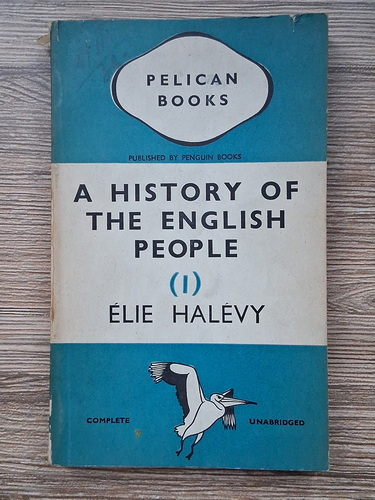 PELICAN
BOOKS
PUBLISHED BY PENGUIN BOOKS
A HISTORY OF
THE ENGLISH
PEOPLE
(I)
ÉLIE HALÉVY
COMPLETE UNABRIDGED